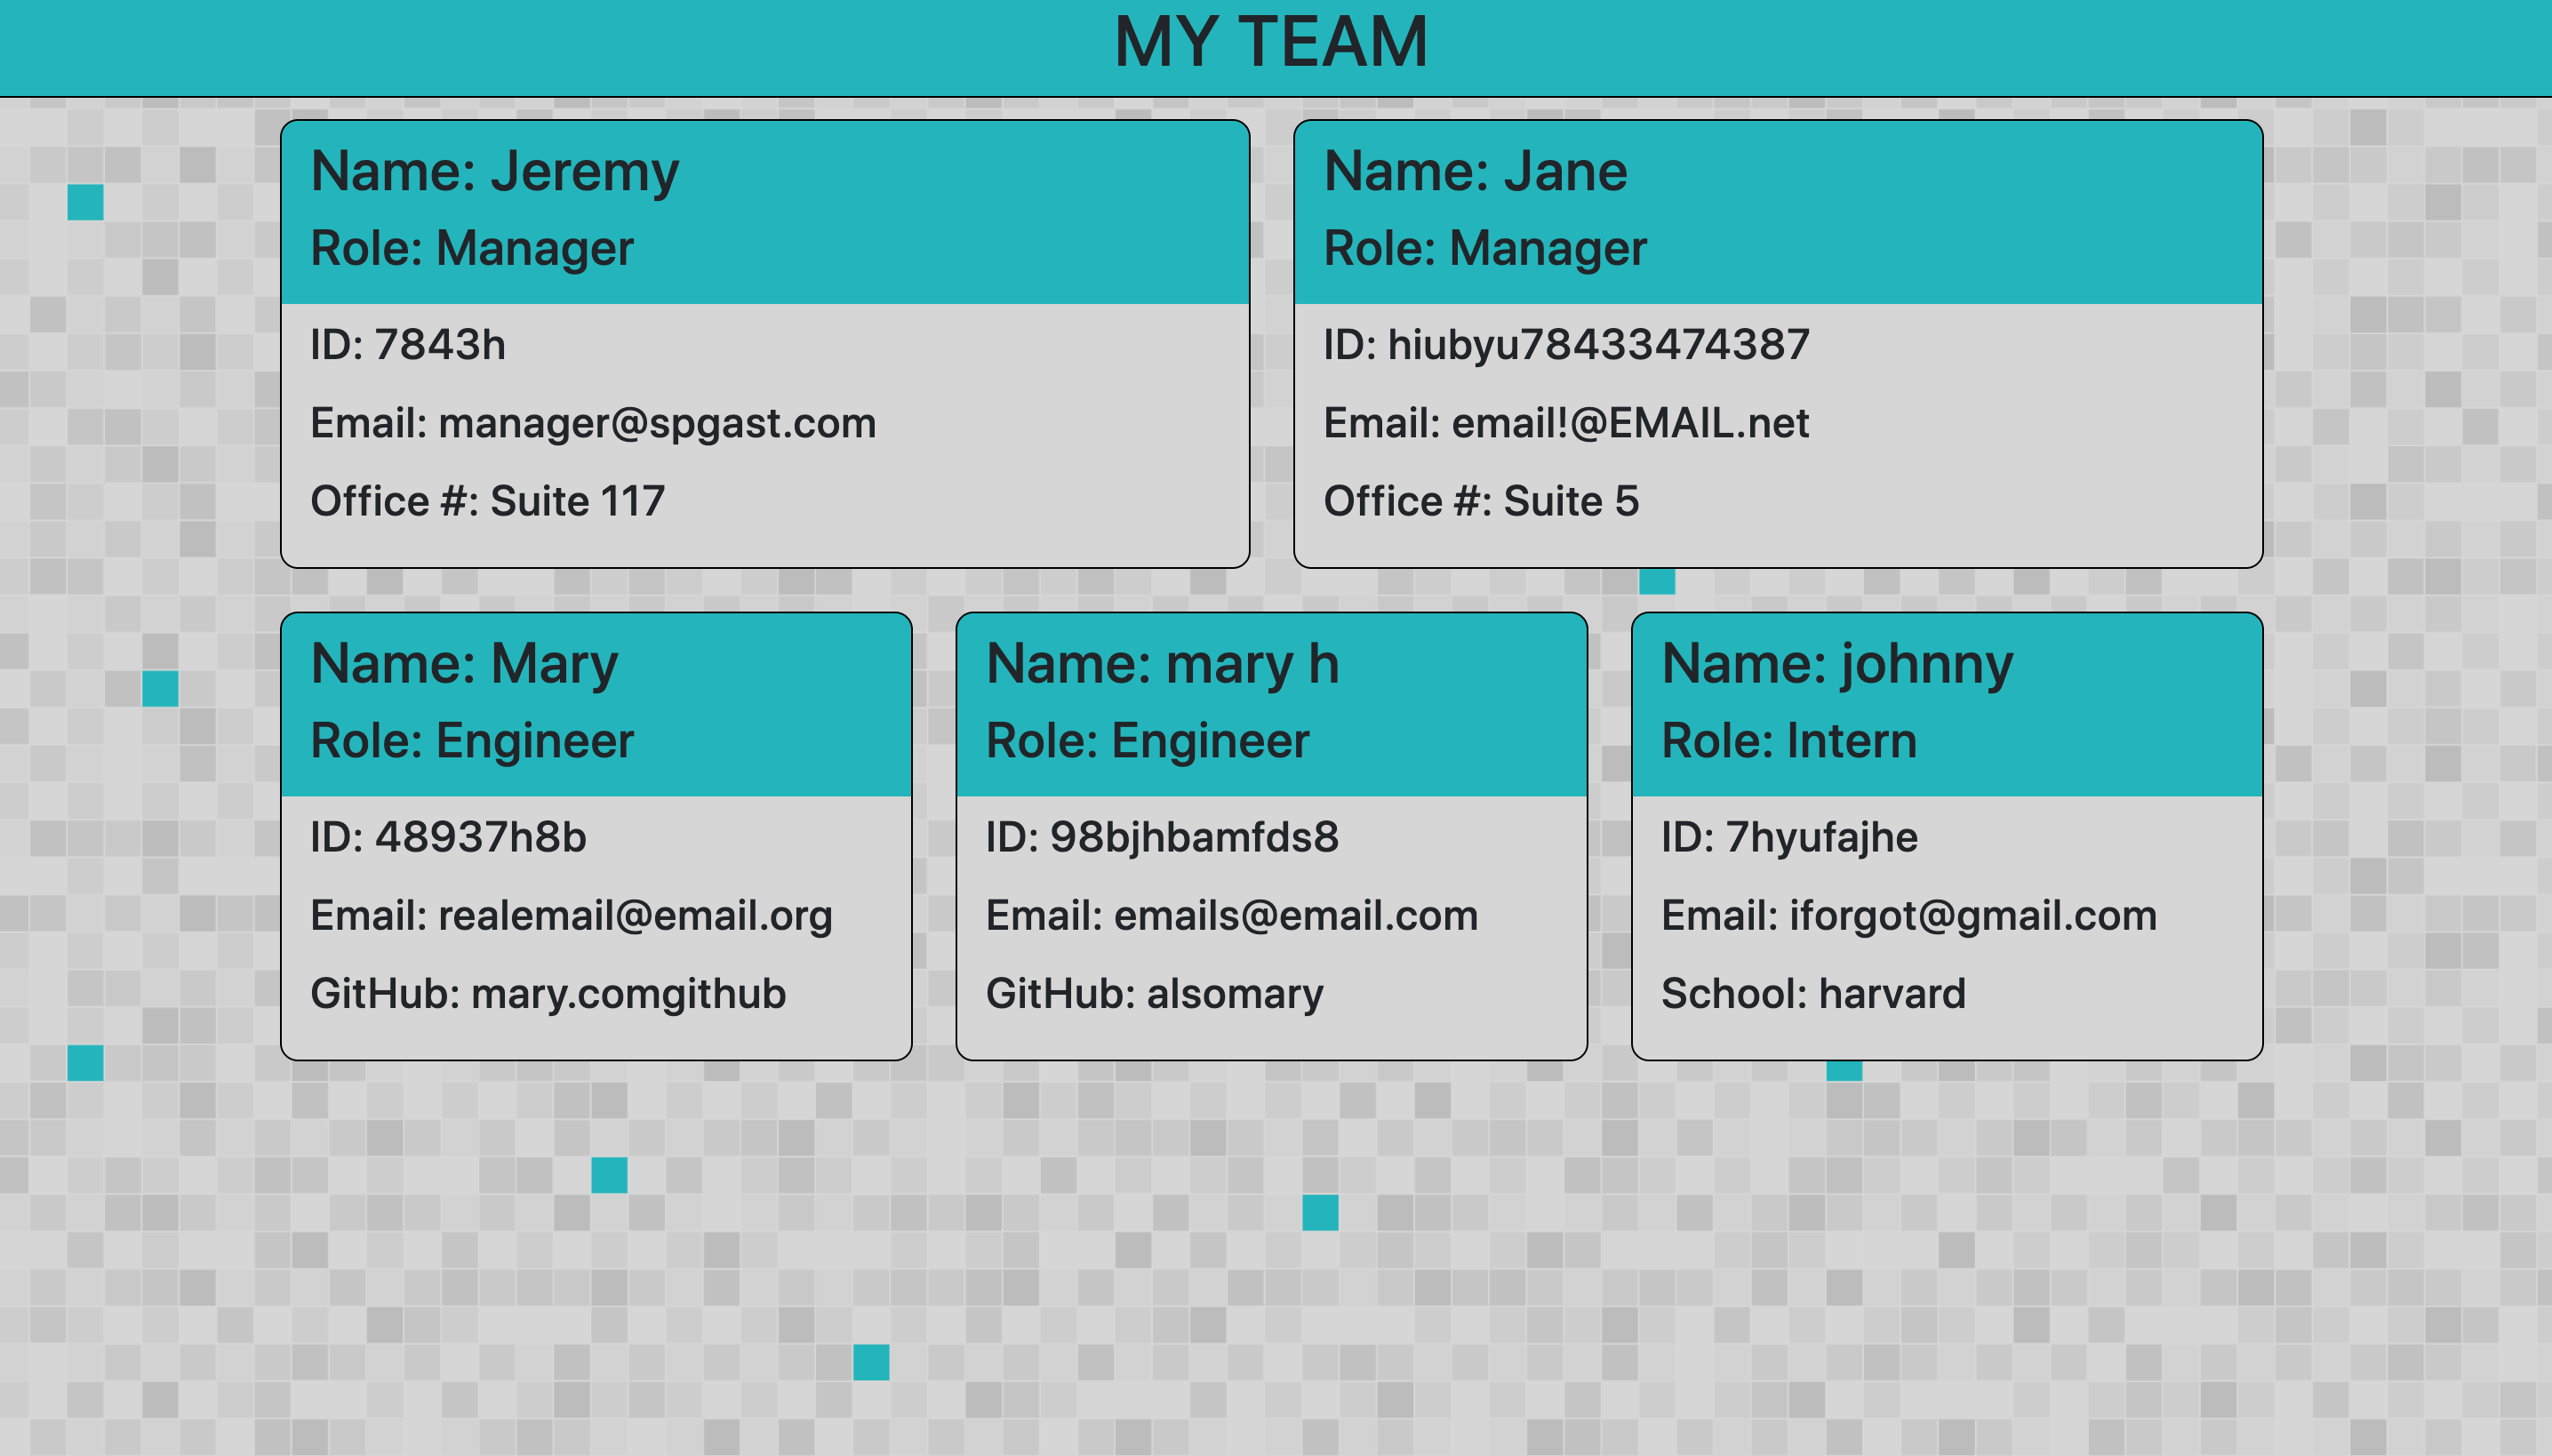 MY TEAM
Name: Jeremy
Role: Manager
ID: 7843h
Email: manager@spgast.com
Office #: Suite 117
Name: Jane
Role: Manager
ID: hiubyu78433474387
Email: email!@EMAIL.net
Office #: Suite 5
Name: Mary
Role: Engineer
ID: 48937h8b
Email: realemail@email.org
GitHub: mary.comgithub
Name: mary h
Role: Engineer
ID: 98bjhbamfds8
Email: emails@email.com
GitHub: alsomary
Name: johnny
Role: Intern
ID: 7hyufajhe
Email: iforgot@gmail.com
School: harvard